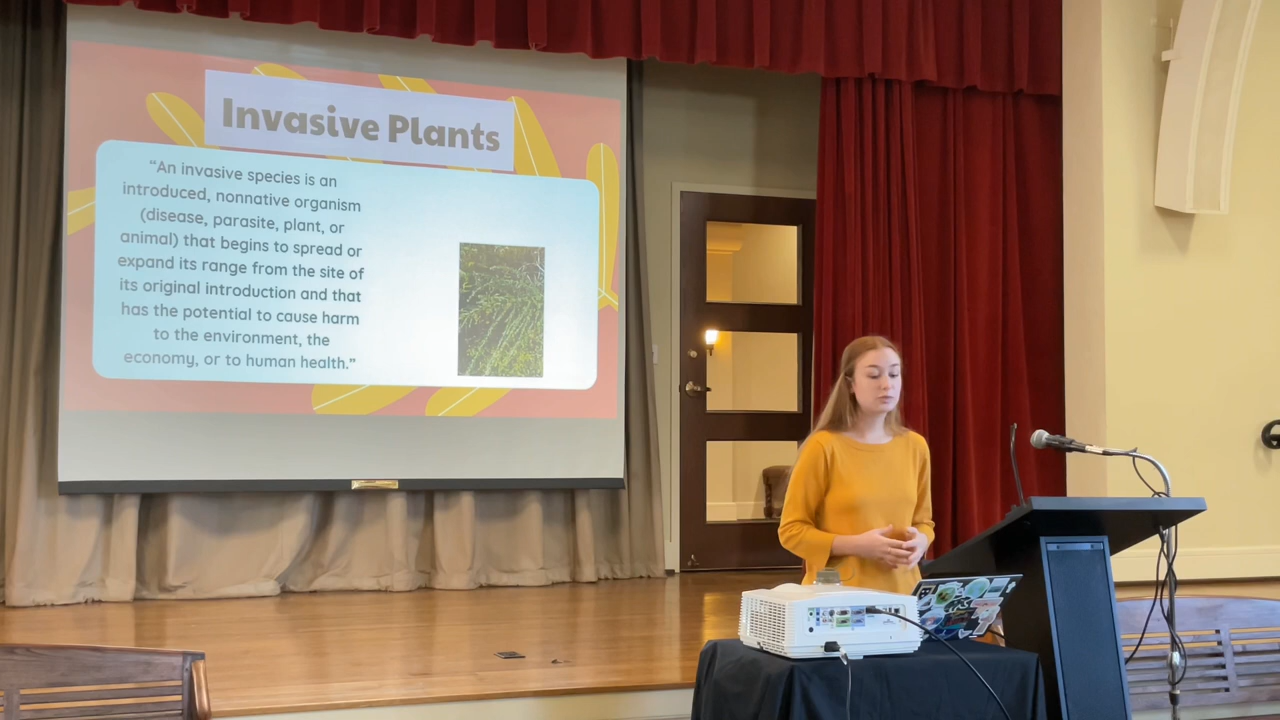 Invasive Plants
“An invasive species is an
introduced, nonnative organism
(disease, parasite, plant, or
animal) that begins to spread or
expand its range from the site of
its original introduction and that
has the potential to cause harm
to the environment, the
economy, or to human health.”